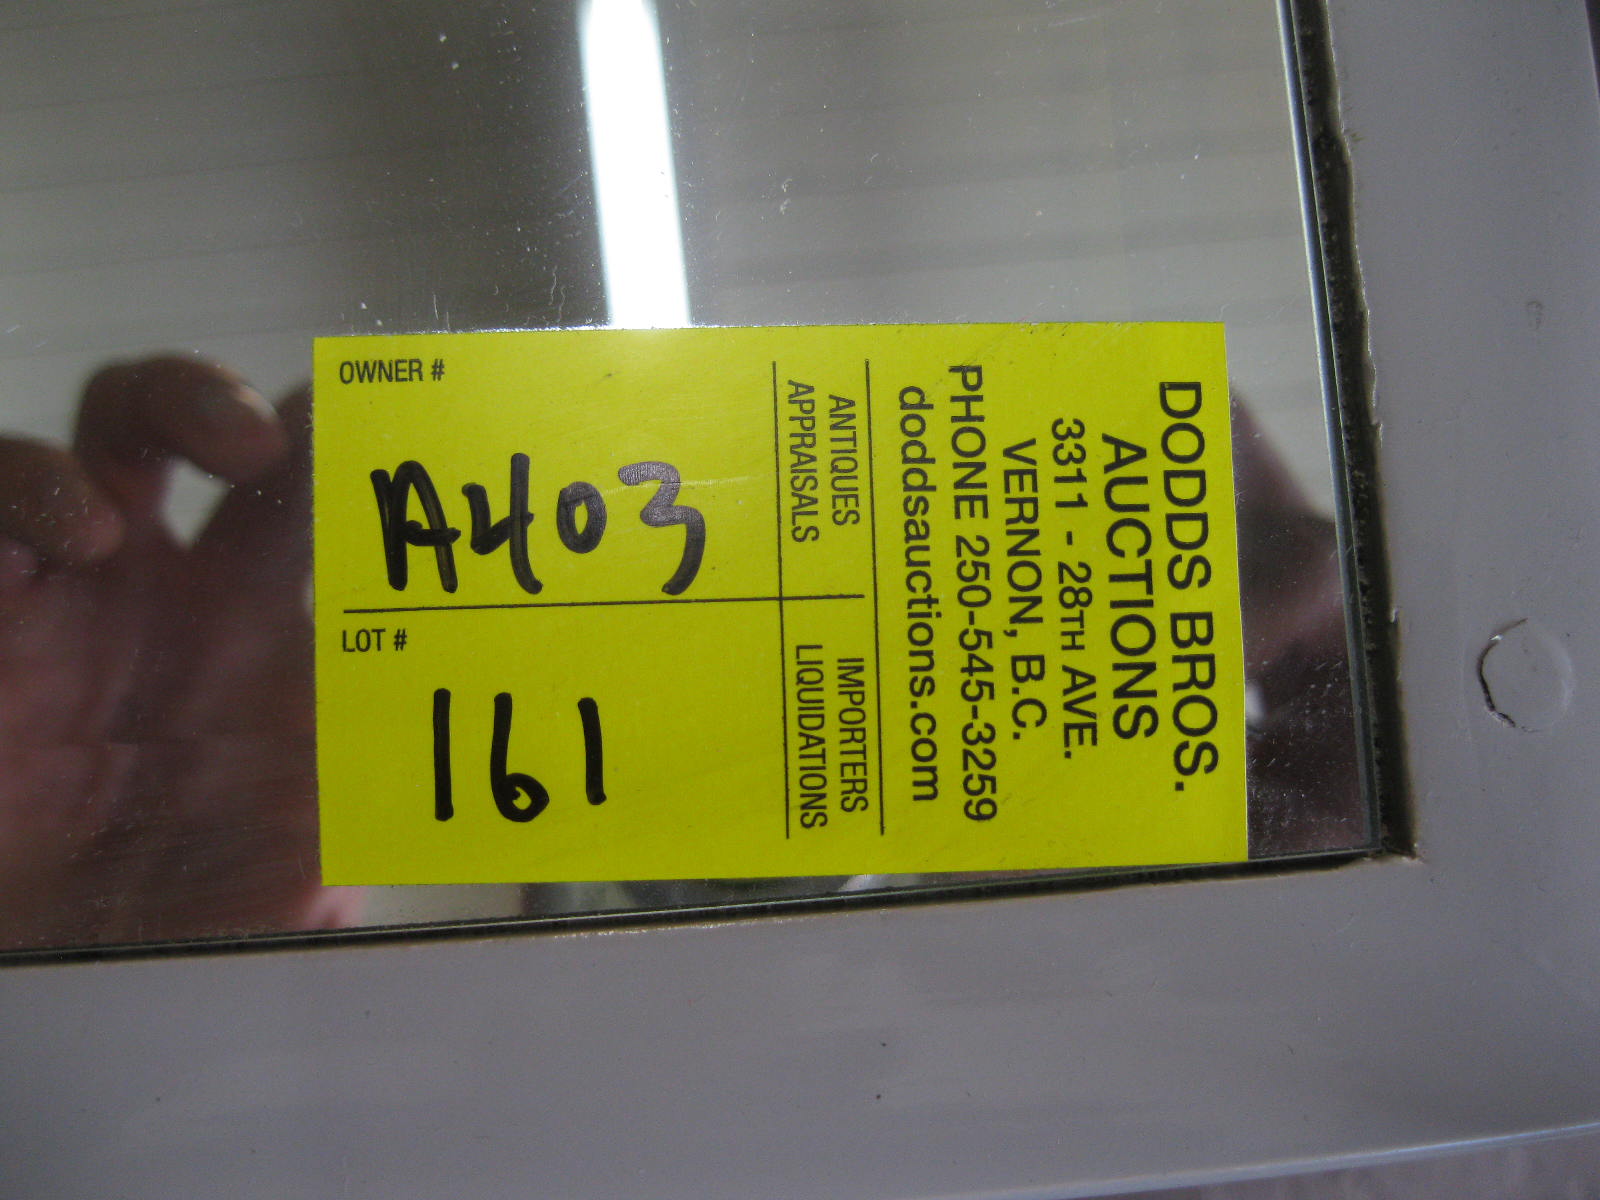 DODDS BROS.
AUCTIONS
3311 - 28TH AVE.
VERNON, B.C.
PHONE 250-545-3259
doddsauctions.com
ANTIQUES
APPRAISALS
IMPORTERS
LIQUIDATIONS
OWNER #
A403
LOT #
161